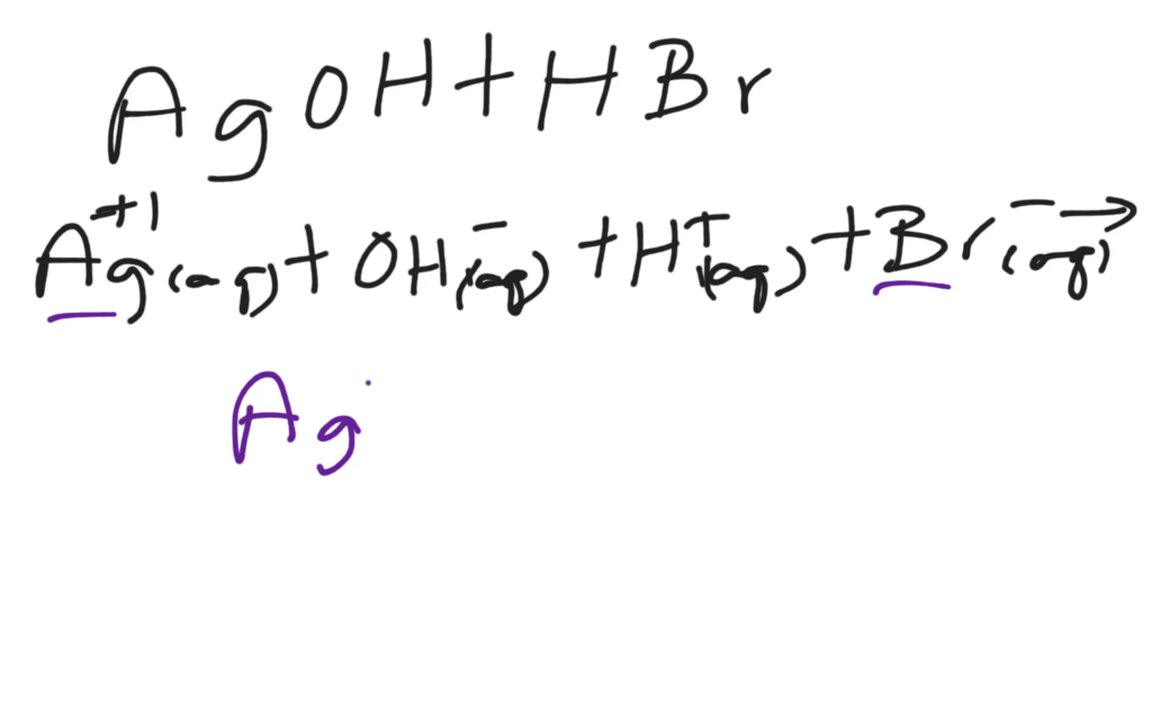 AgOH + HBr
Ag⁺¹(aq) + OH⁻(aq) + H⁺(aq) + Br⁻(aq) →
Ag